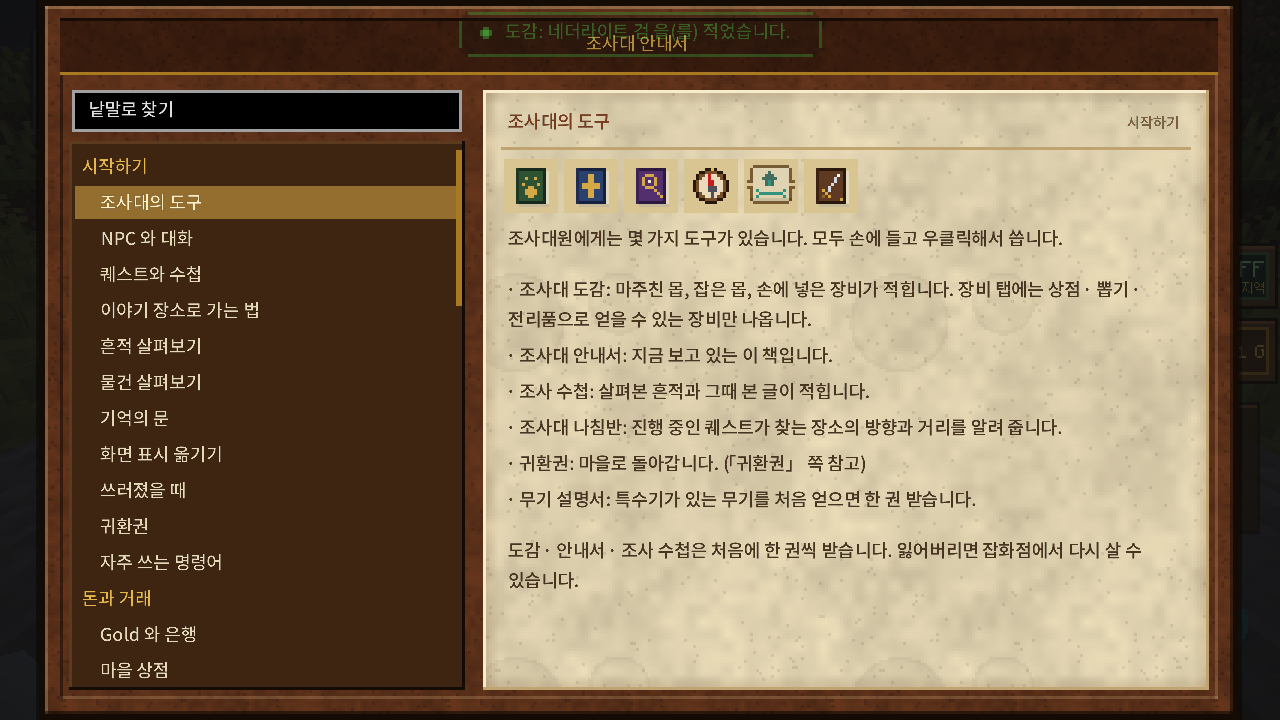 도감: 네더라이트 검 을(를) 적었습니다.
조사대 안내서
낱말로 찾기
시작하기
조사대의 도구
NPC 와 대화
퀘스트와 수첩
이야기 장소로 가는 법
흔적 살펴보기
물건 살펴보기
기억의 문
화면 표시 옮기기
쓰러졌을 때
귀환권
자주 쓰는 명령어
돈과 거래
Gold 와 은행
마을 상점
조사대의 도구
시작하기
조사대원에게는 몇 가지 도구가 있습니다. 모두 손에 들고 우클릭해서 씁니다.
· 조사대 도감: 마주친 몹, 잡은 몹, 손에 넣은 장비가 적힙니다. 장비 탭에는 상점 · 뽑기 ·
전리품으로 얻을 수 있는 장비만 나옵니다.
· 조사대 안내서: 지금 보고 있는 이 책입니다.
· 조사 수첩: 살펴본 흔적과 그때 본 글이 적힙니다.
· 조사대 나침반: 진행 중인 퀘스트가 찾는 장소의 방향과 거리를 알려 줍니다.
· 귀환권: 마을로 돌아갑니다. (「귀환권」 쪽 참고)
· 무기 설명서: 특수기가 있는 무기를 처음 얻으면 한 권 받습니다.
도감 · 안내서 · 조사 수첩은 처음에 한 권씩 받습니다. 잃어버리면 잡화점에서 다시 살 수
있습니다.
FF
지역
1 G